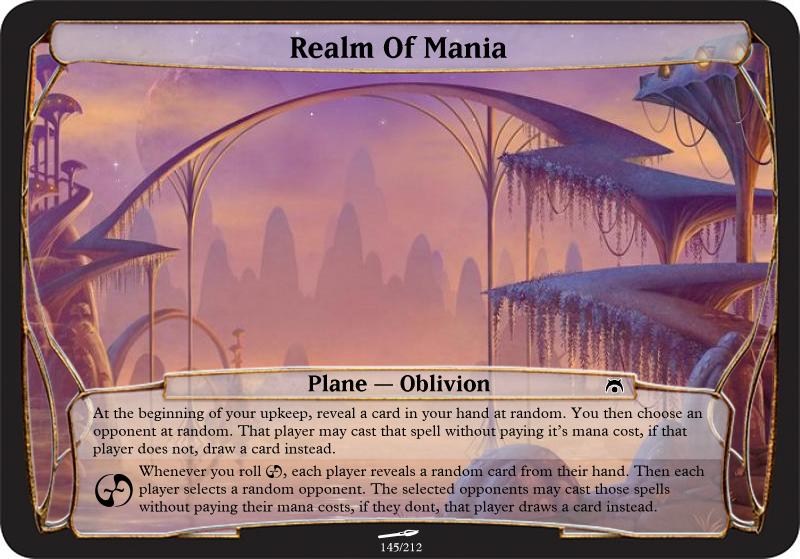 Realm Of Mania
Plane — Oblivion
At the beginning of your upkeep, reveal a card in your hand at random. You then choose an
opponent at random. That player may cast that spell without paying it's mana cost, if that
player does not, draw a card instead.
Whenever you roll , each player reveals a random card from their hand. Then each
player selects a random opponent. The selected opponents may cast those spells
without paying their mana costs, if they dont, that player draws a card instead.
145/212